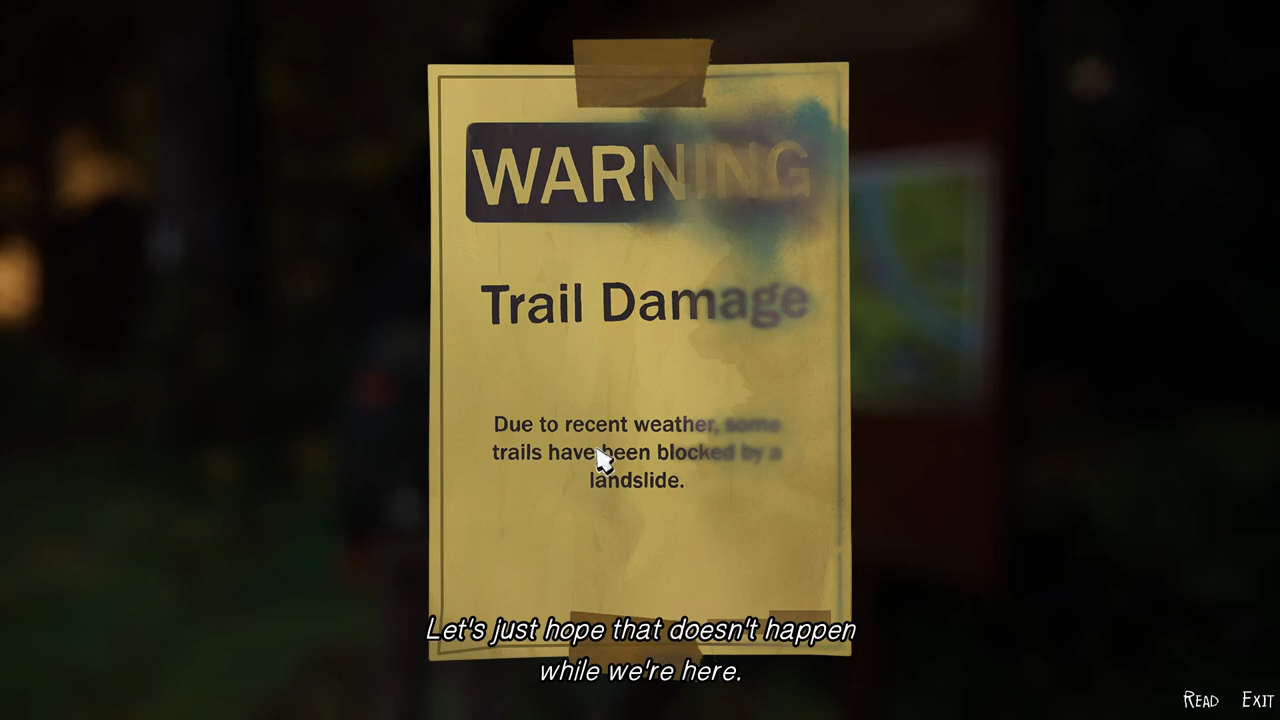 WARNING
Trail Damage
Due to recent weather, some
trails have been blocked by a
landslide.
Let's just hope that doesn't happen
while we're here.
READ EXIT